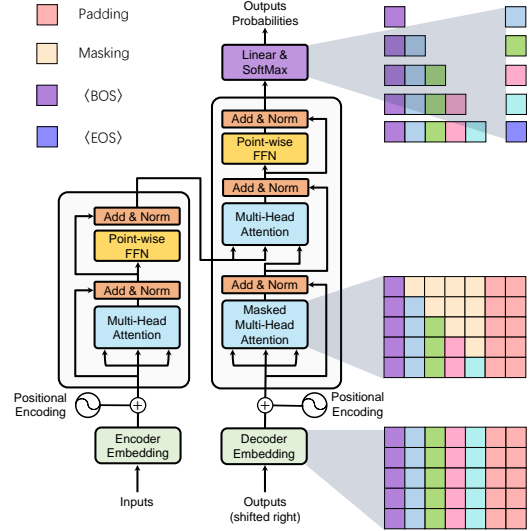 Padding
Masking
⟨BOS⟩
⟨EOS⟩
Outputs
Probabilities
Linear &
SoftMax
Add & Norm
Point-wise
FFN
Add & Norm
Multi-Head
Attention
Add & Norm
Masked
Multi-Head
Attention
Add & Norm
Point-wise
FFN
Add & Norm
Multi-Head
Attention
Positional
Encoding
Positional
Encoding
Encoder
Embedding
Decoder
Embedding
Inputs
Outputs
(shifted right)